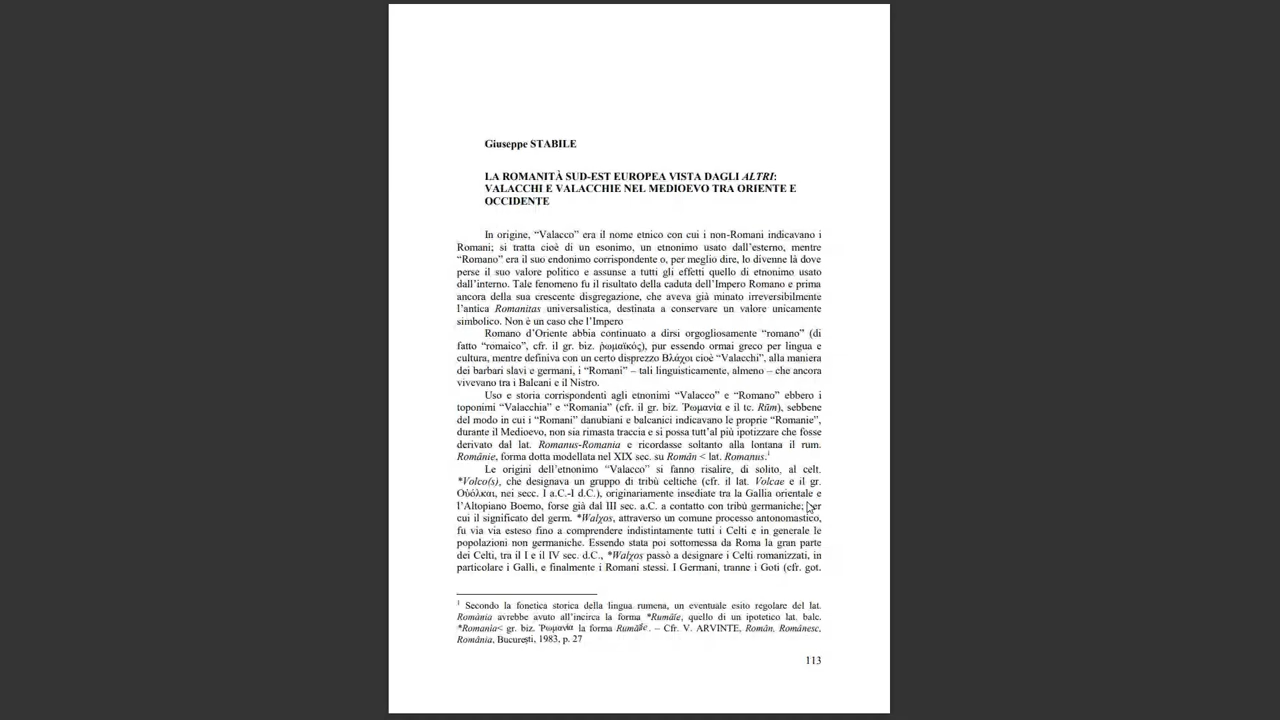 Giuseppe STABILE
LA ROMANITÀ SUD-EST EUROPEA VISTA DAGLI ALTRI:
VALACCHI E VALACCHIE NEL MEDIOEVO TRA ORIENTE E
OCCIDENTE
In origine, “Valacco” era il nome etnico con cui i non-Romani indicavano i
Romani; si tratta cioè di un esonimo, un etnonimo usato dall’esterno, mentre
“Romano” era il suo endonimo corrispondente o, per meglio dire, lo divenne là dove
perse il suo valore politico e assunse a tutti gli effetti quello di etnonimo usato
dall’interno. Tale fenomeno fu il risultato della caduta dell’Impero Romano e prima
ancora della sua crescente disgregazione, che aveva già minato irreversibilmente
l’antica Romanitas universalistica, destinata a conservare un valore unicamente
simbolico. Non è un caso che l’Impero
Romano d’Oriente abbia continuato a dirsi orgogliosamente “romano” (di
fatto “romaico”, cfr. il gr. biz. ῥωμαϊκός), pur essendo ormai greco per lingua e
cultura, mentre definiva con un certo disprezzo Βλάχοι cioè “Valacchi”, alla maniera
dei barbari slavi e germani, i “Romani” – tali linguisticamente, almeno – che ancora
vivevano tra i Balcani e il Nistro.
Uso e storia corrispondenti agli etnonimi “Valacco” e “Romano” ebbero i
toponimi “Valacchia” e “Romania” (cfr. il gr. biz. Ῥωμανία e il tc. Rūm), sebbene
del modo in cui i “Romani” danubiani e balcanici indicavano le proprie “Romanie”,
durante il Medioevo, non sia rimasta traccia e si possa tutt’al più ipotizzare che fosse
derivato dal lat. Romanus-Romania e ricordasse soltanto alla lontana il rum.
Românie, forma dotta modellata nel XIX sec. su Român < lat. Romanus.1
Le origini dell’etnonimo “Valacco” si fanno risalire, di solito, al celt.
*Volco(s), che designava un gruppo di tribù celtiche (cfr. il lat. Volcae e il gr.
Οὐόλκαι, nei secc. I a.C.-I d.C.), originariamente insediate tra la Gallia orientale e
l’Altopiano Boemo, forse già dal III sec. a.C. a contatto con tribù germaniche; per
cui il significato del germ. *Walχos, attraverso un comune processo antonomastico,
fu via via esteso fino a comprendere indistintamente tutti i Celti e in generale le
popolazioni non germaniche. Essendo stata poi sottomessa da Roma la gran parte
dei Celti, tra il I e il IV sec. d.C., *Walχos passò a designare i Celti romanizzati, in
particolare i Galli, e finalmente i Romani stessi. I Germani, tranne i Goti (cfr. got.
1 Secondo la fonetica storica della lingua rumena, un eventuale esito regolare del lat.
Romània avrebbe avuto all’incirca la forma *Rumâïe, quello di un ipotetico lat. balc.
*Romanìa< gr. biz. Ῥωμανία la forma – Cfr. V. ARVINTE, Român, Românesc,
România, București, 1983, p. 27
113